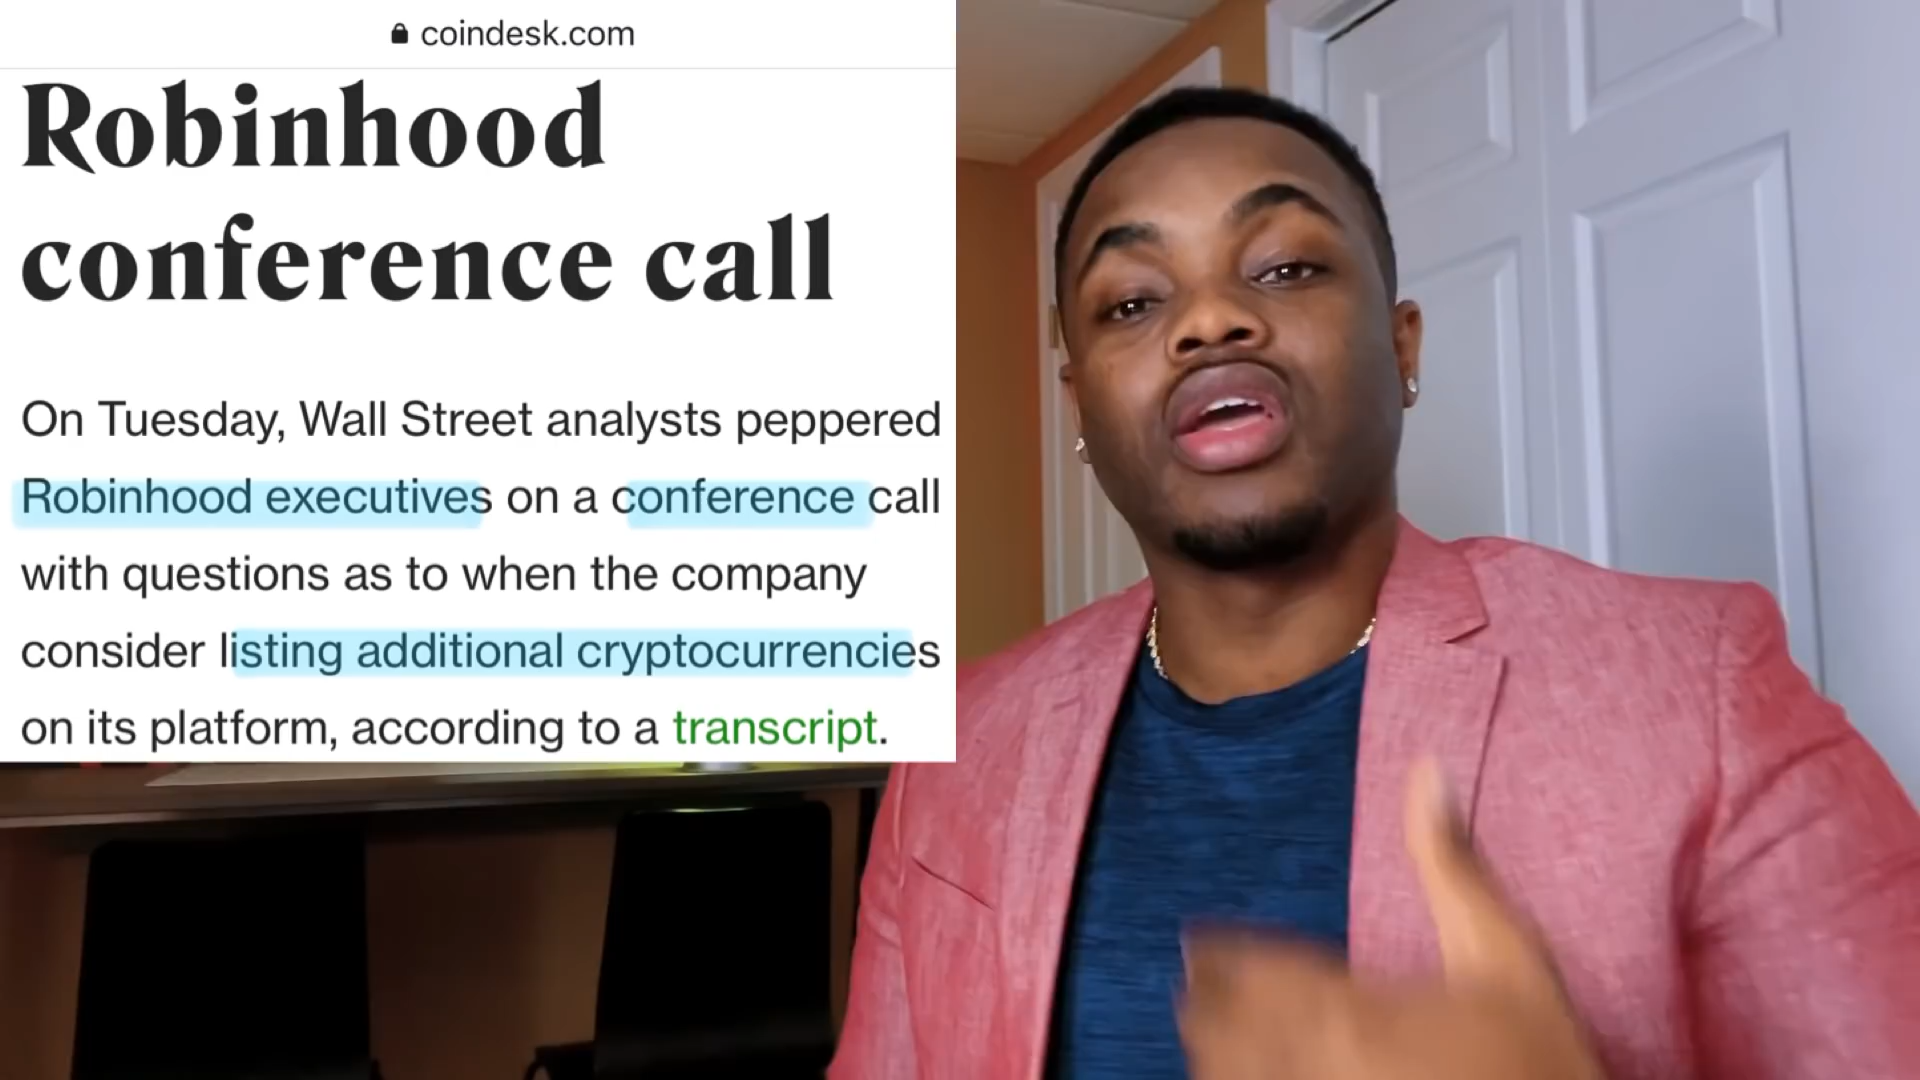 coindesk.com
Robinhood
conference call
On Tuesday, Wall Street analysts peppered
Robinhood executives on a conference call
with questions as to when the company
consider listing additional cryptocurrencies
on its platform, according to a transcript.